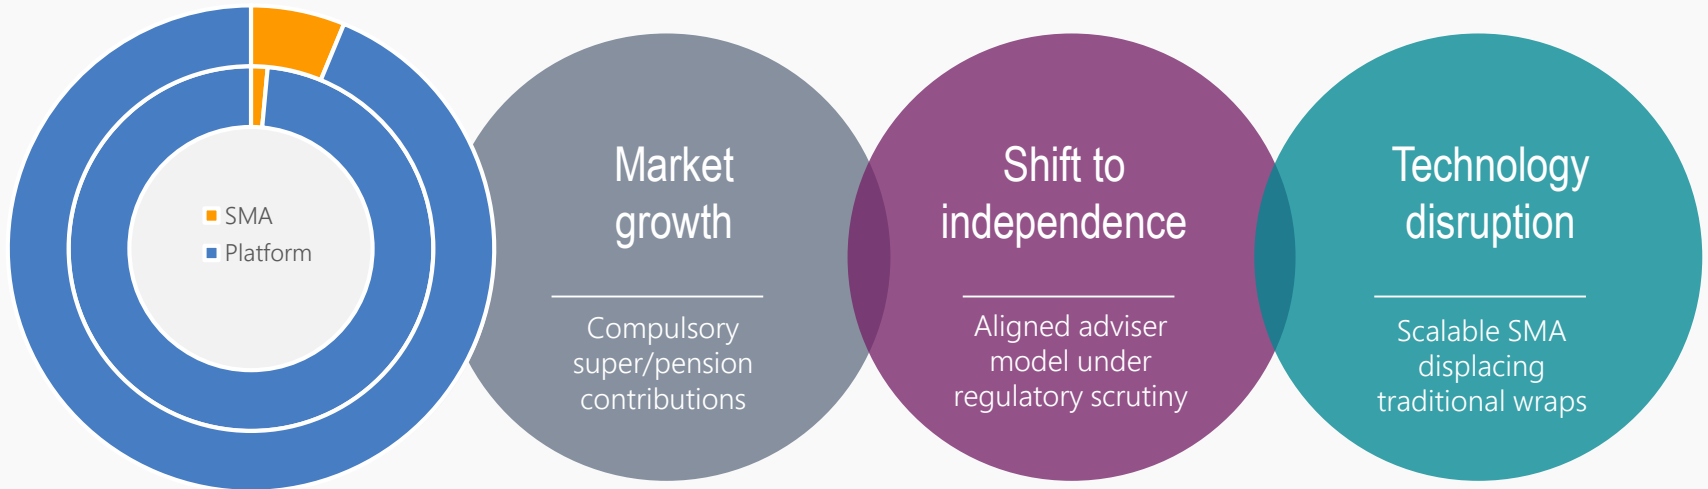 SMA
Platform
Market
growth
Compulsory
super/pension
contributions
Shift to
independence
Aligned adviser
model under
regulatory scrutiny
Technology
disruption
Scalable SMA
displacing
traditional wraps